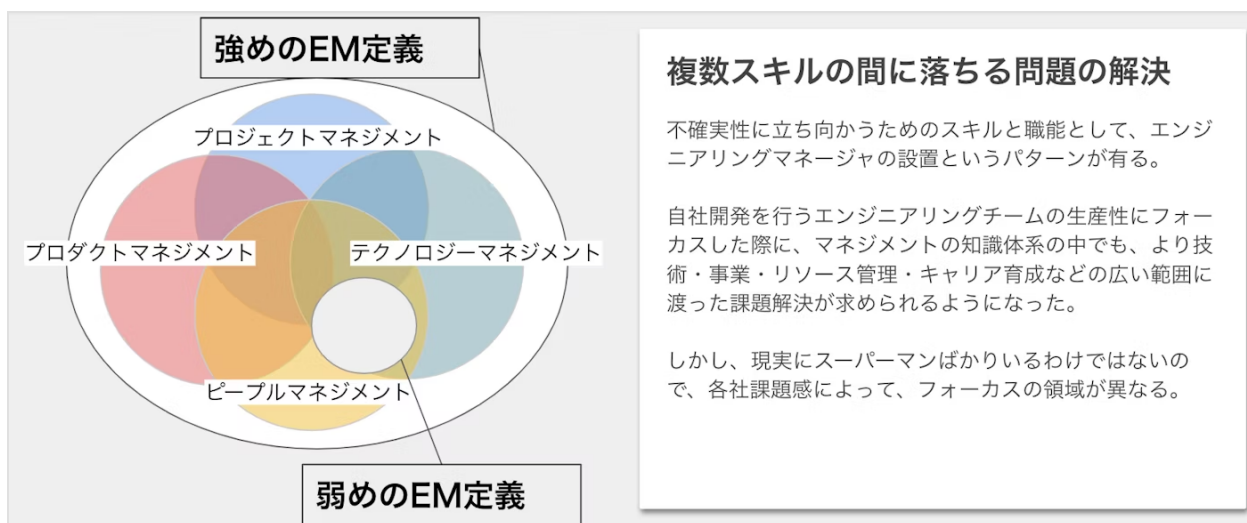 強めのEM定義
プロジェクトマネジメント
プロダクトマネジメント
テクノロジーマネジメント
ピープルマネジメント
弱めのEM定義
複数スキルの間に落ちる問題の解決
不確実性に立ち向かうためのスキルと職能として、エンジ
ニアリングマネージャの設置というパターンが有る。
自社開発を行うエンジニアリングチームの生産性にフォー
カスした際に、マネジメントの知識体系の中でも、より技
術・事業・リソース管理・キャリア育成などの広い範囲に
渡った課題解決が求められるようになった。
しかし、現実にスーパーマンばかりいるわけではないの
で、各社課題感によって、フォーカスの領域が異なる。